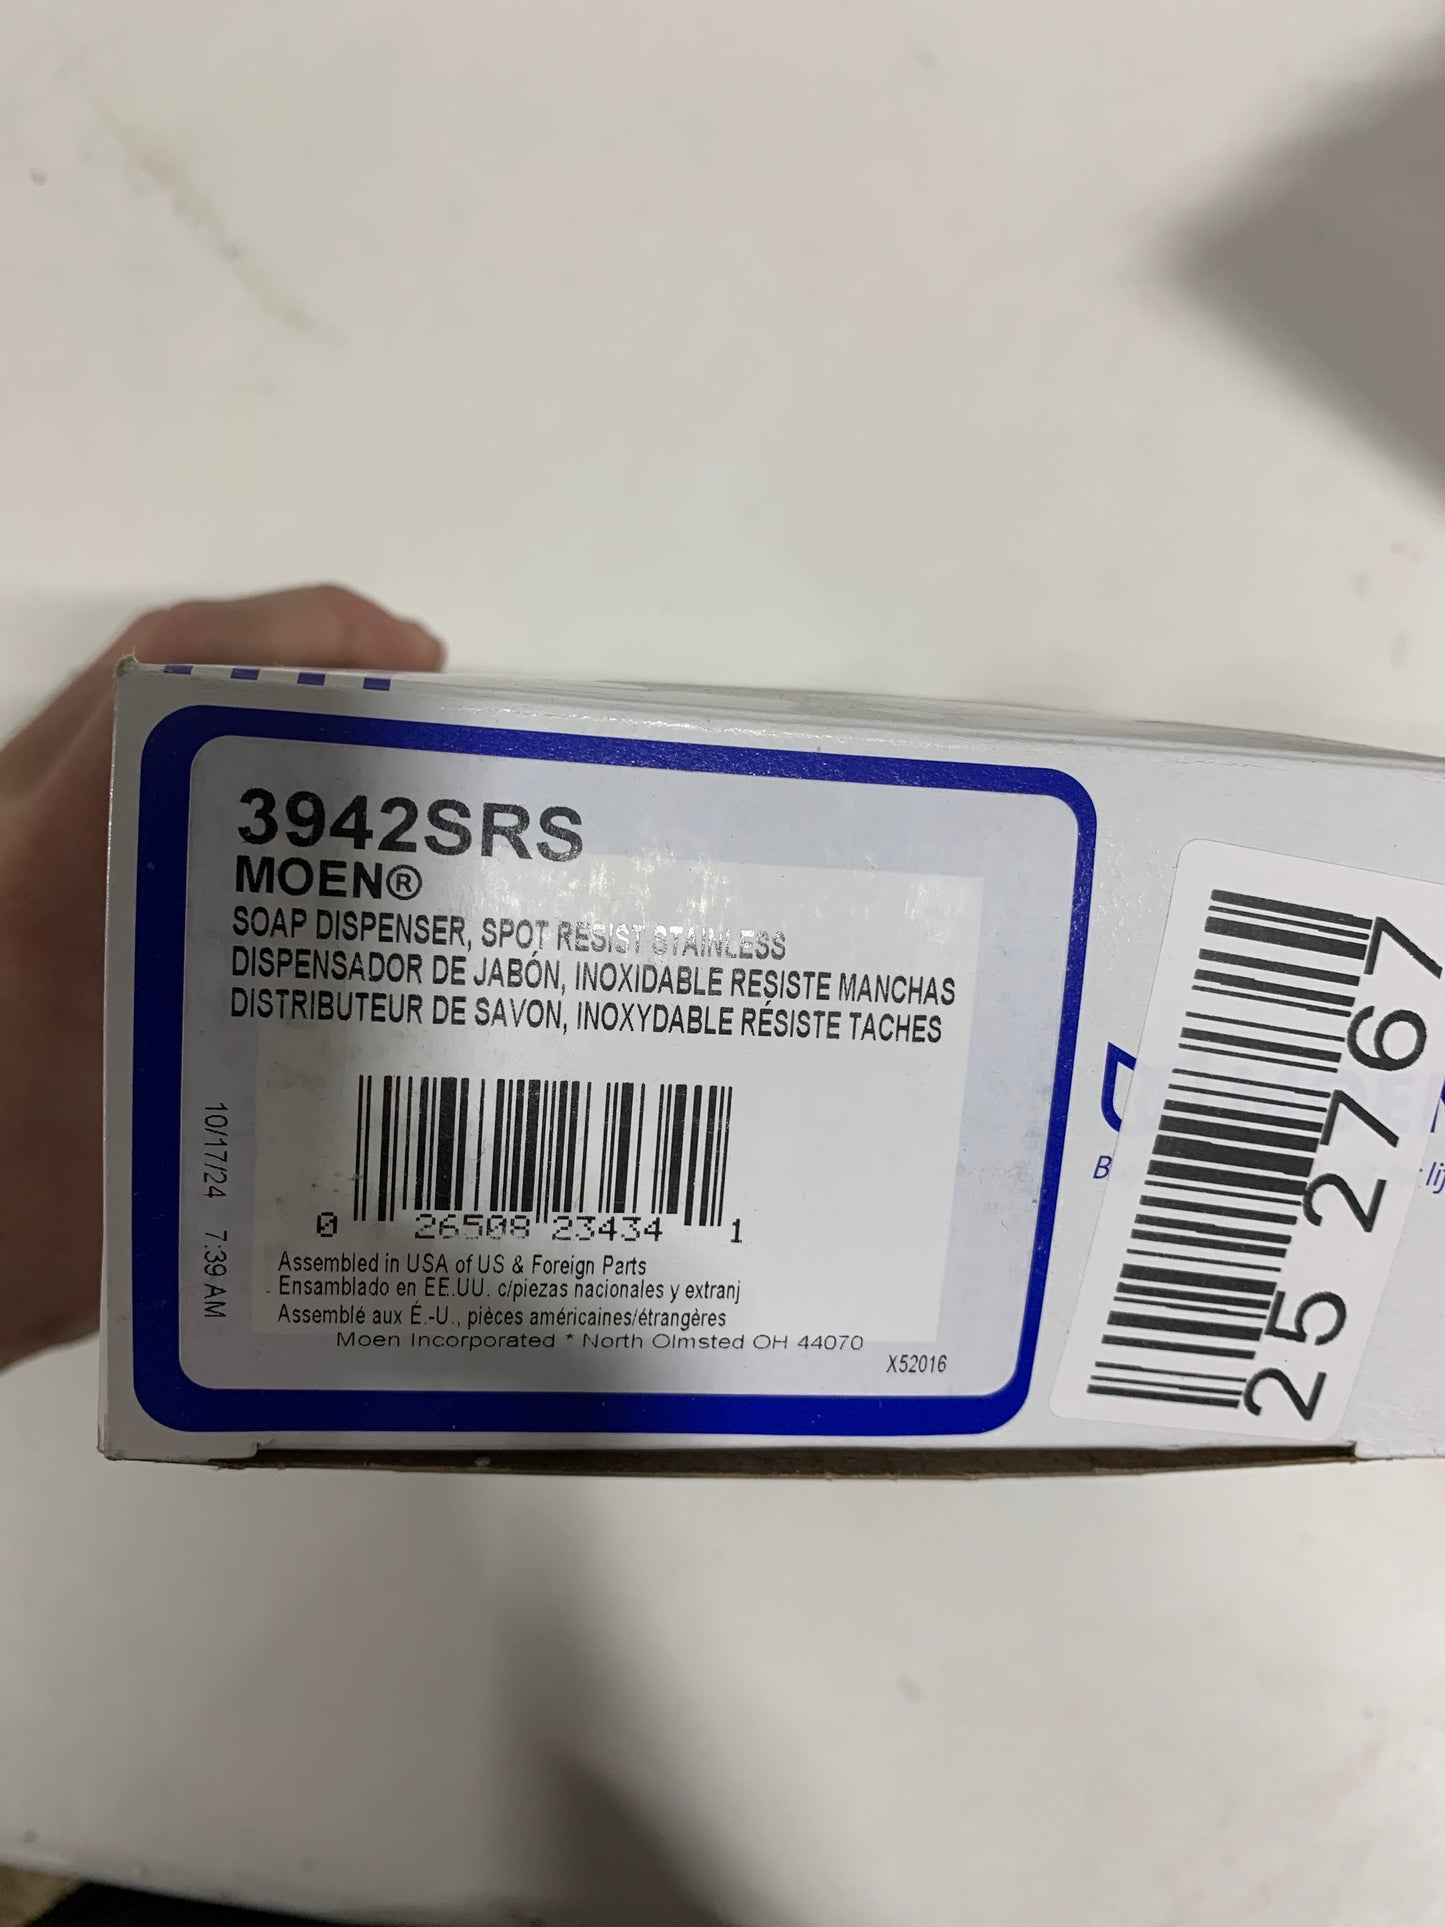 3942SRS
MOEN®
SOAP DISPENSER, SPOT RESIST STAINLESS
DISPENSADOR DE JABÓN, INOXIDABLE RESISTE MANCHAS
DISTRIBUTEUR DE SAVON, INOXYDABLE RÉSISTE TACHES
10/17/24 7:39 AM
0 26508 23434 1
Assembled in USA of US & Foreign Parts
Ensamblado en EE.UU. c/piezas nacionales y extranj
Assemblé aux É.-U., pièces américaines/étrangères
Moen Incorporated * North Olmsted OH 44070
X52016
25 2767